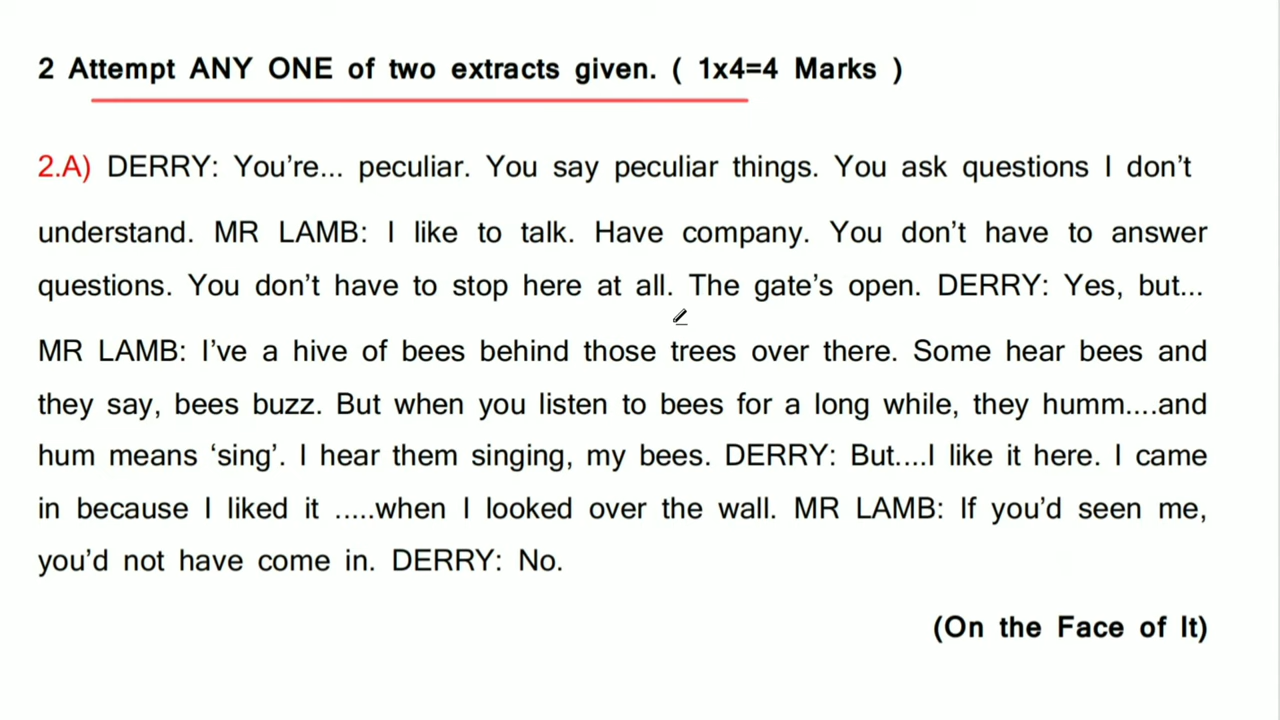 2 Attempt ANY ONE of two extracts given. ( 1x4=4 Marks )
2.A) DERRY: You’re... peculiar. You say peculiar things. You ask questions I don’t
understand. MR LAMB: I like to talk. Have company. You don’t have to answer
questions. You don’t have to stop here at all. The gate’s open. DERRY: Yes, but...
MR LAMB: I’ve a hive of bees behind those trees over there. Some hear bees and
they say, bees buzz. But when you listen to bees for a long while, they humm....and
hum means ‘sing’. I hear them singing, my bees. DERRY: But....I like it here. I came
in because I liked it .....when I looked over the wall. MR LAMB: If you’d seen me,
you’d not have come in. DERRY: No.
(On the Face of It)